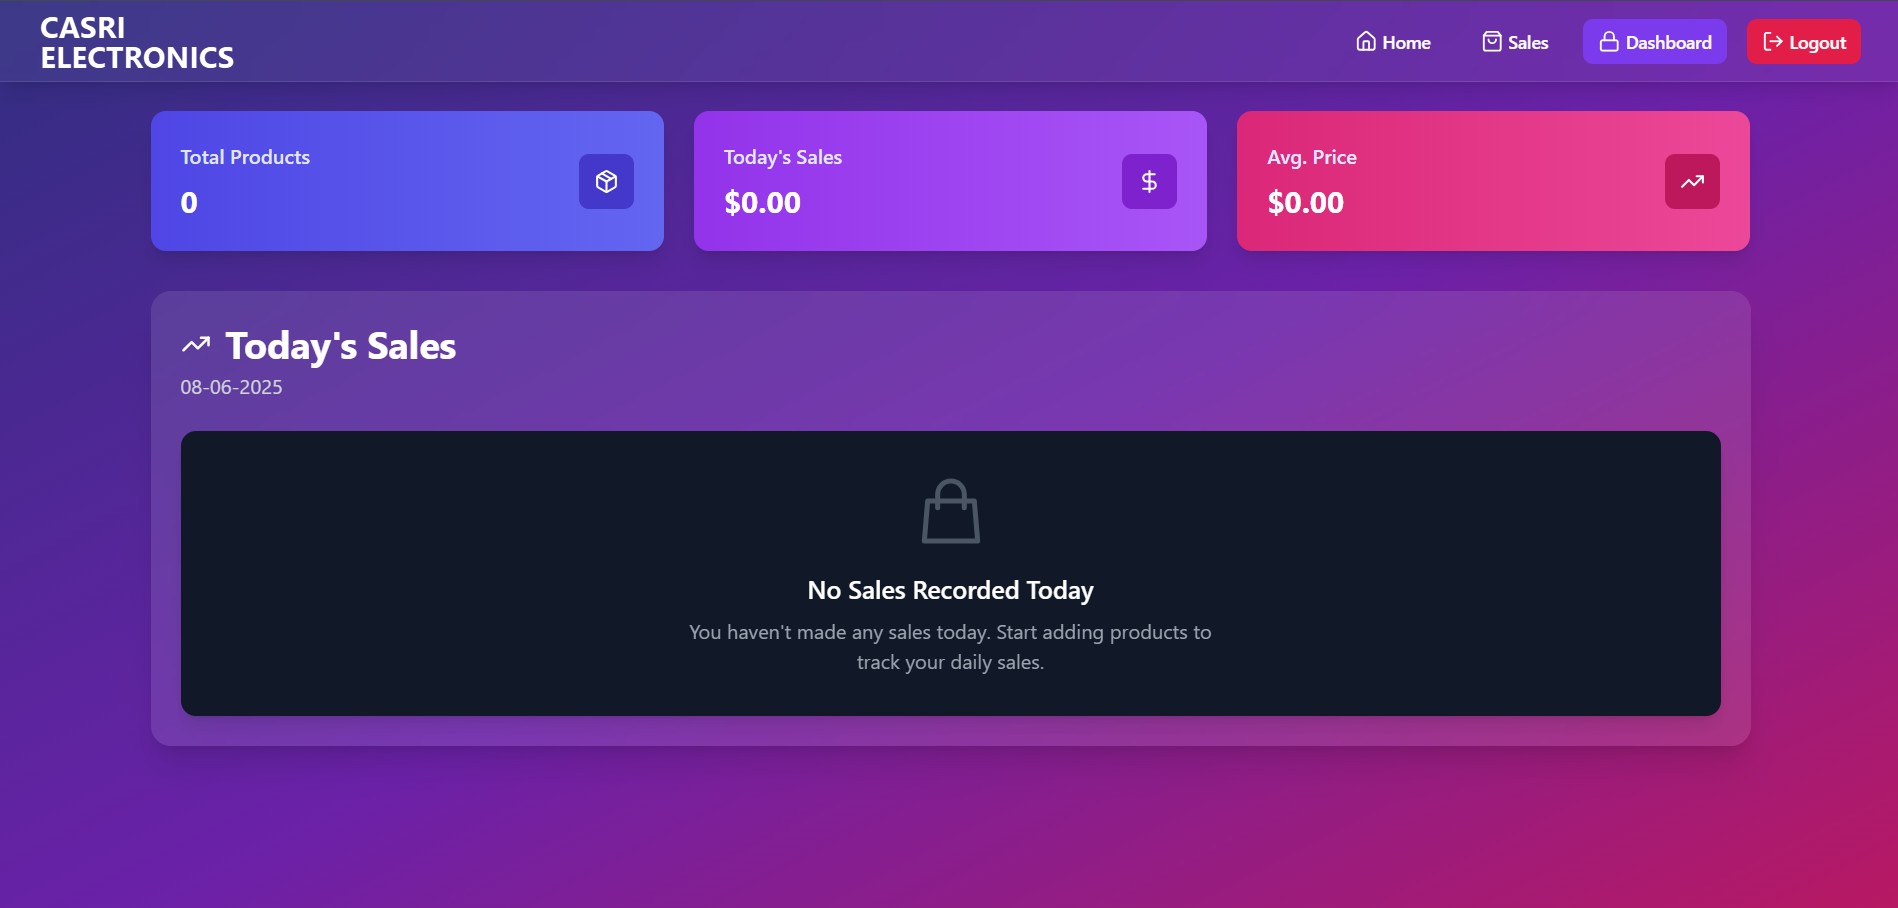 CASRI
ELECTRONICS
Home
Sales
Dashboard
Logout
Total Products
0
Today's Sales
$0.00
Avg. Price
$0.00
Today's Sales
08-06-2025
No Sales Recorded Today
You haven't made any sales today. Start adding products to
track your daily sales.